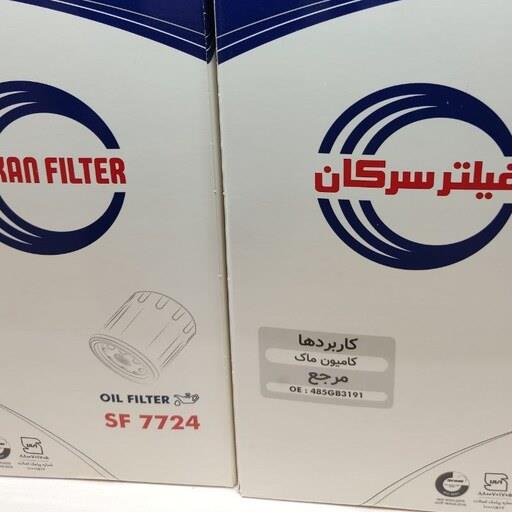 KAN FILTER
OIL FILTER
SF 7724
فیلتر سرکان
کاربردها
کامیون ماک
مرجع
OE : 485GB3191